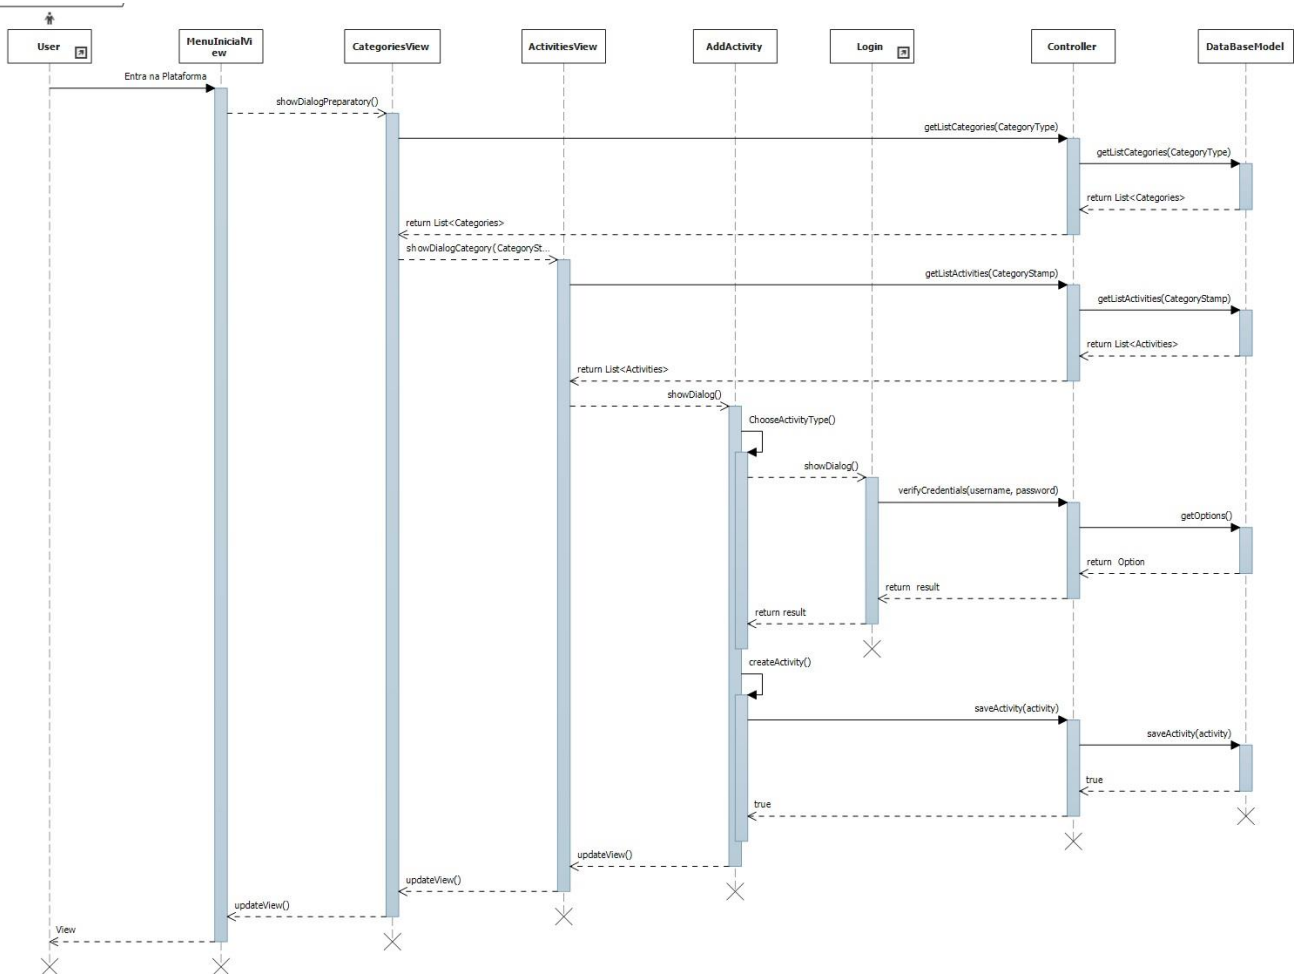 User
MenuInicialVi
ew
CategoriesView
ActivitiesView
AddActivity
Login
Controller
DataBaseModel
Entra na Plataforma
showDialogPreparatory()
getListCategories(CategoryType)
getListCategories(CategoryType)
return List<Categories>
return List<Categories>
showDialogCategory(CategorySt...
getListActivities(CategoryStamp)
getListActivities(CategoryStamp)
return List<Activities>
return List<Activities>
showDialog()
ChooseActivityType()
showDialog()
verifyCredentials(username, password)
getOptions()
return Option
return result
return result
createActivity()
saveActivity(activity)
saveActivity(activity)
true
true
updateView()
updateView()
updateView()
View